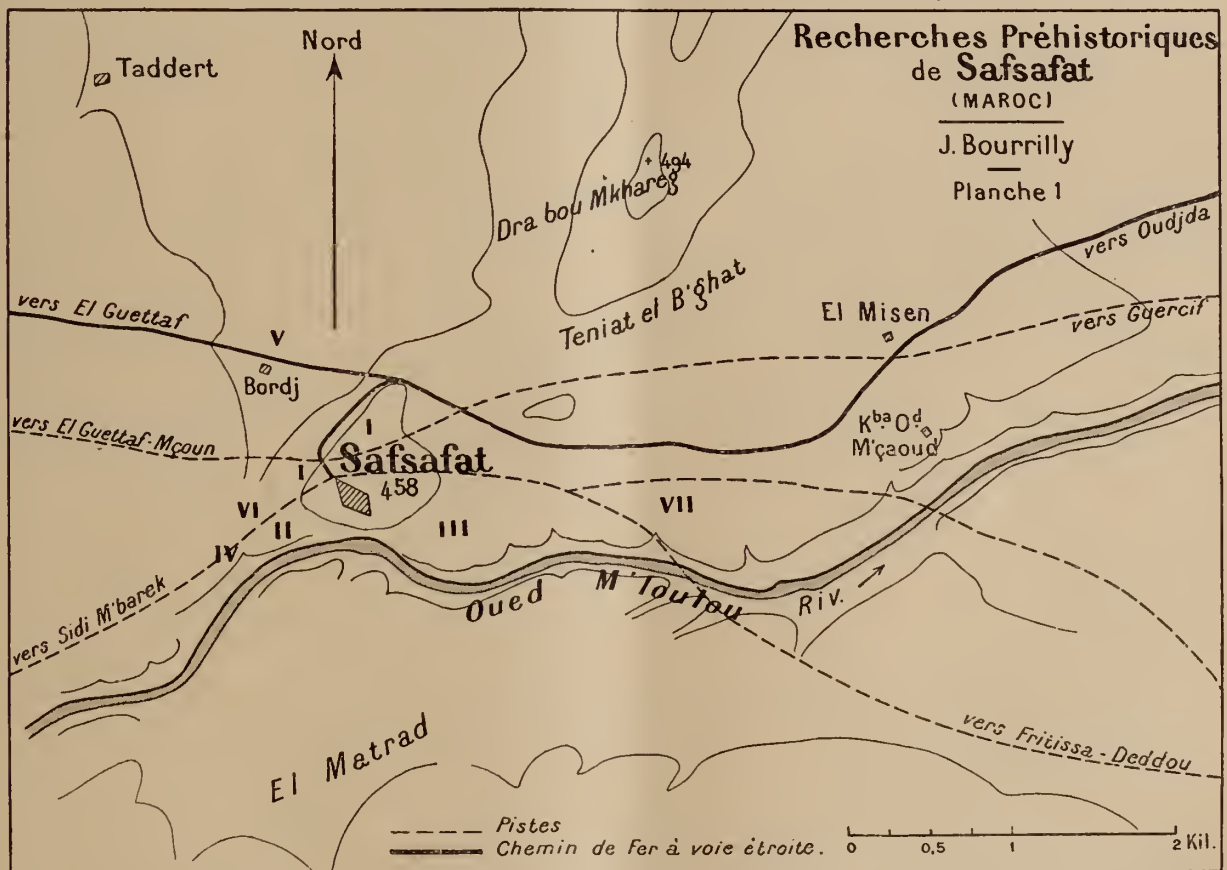 Recherches Préhistoriques
de Safsafat
(MAROC)
J. Bourrilly
Planche 1
Nord
Taddert
494
Dra bou M'khareg
Teniat el B'ghat
vers Oudjda
vers El Guettaf
V
Bordj
El Misen
vers Guercif
vers El Guettaf-Mçoun
I
I
Safsafat
458
Kba. Od.
M'çaoud
VI
II
III
VII
IV
Oued M'loulou
Riv.
vers Sidi M'barek
vers Fritissa-Deddou
El Matrad
Pistes
Chemin de Fer à voie étroite.
0 0,5 1 2 Kil.